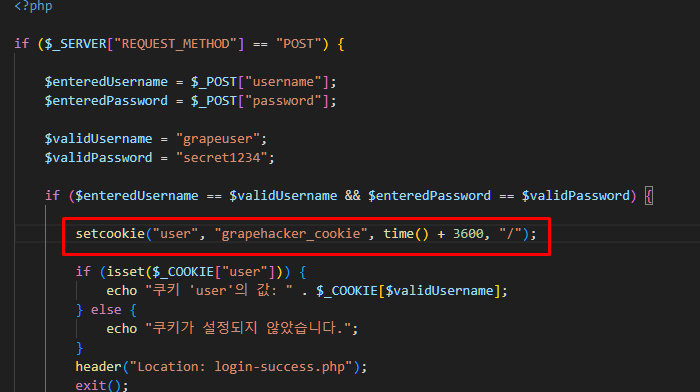 <?php
if ($_SERVER["REQUEST_METHOD"] == "POST") {
$enteredUsername = $_POST["username"];
$enteredPassword = $_POST["password"];
$validUsername = "grapeuser";
$validPassword = "secret1234";
if ($enteredUsername == $validUsername && $enteredPassword == $validPassword) {
setcookie("user", "grapehacker_cookie", time() + 3600, "/");
if (isset($_COOKIE["user"])) {
echo "쿠키 'user'의 값: " . $_COOKIE[$validUsername];
} else {
echo "쿠키가 설정되지 않았습니다.";
}
header("Location: login-success.php");
exit();